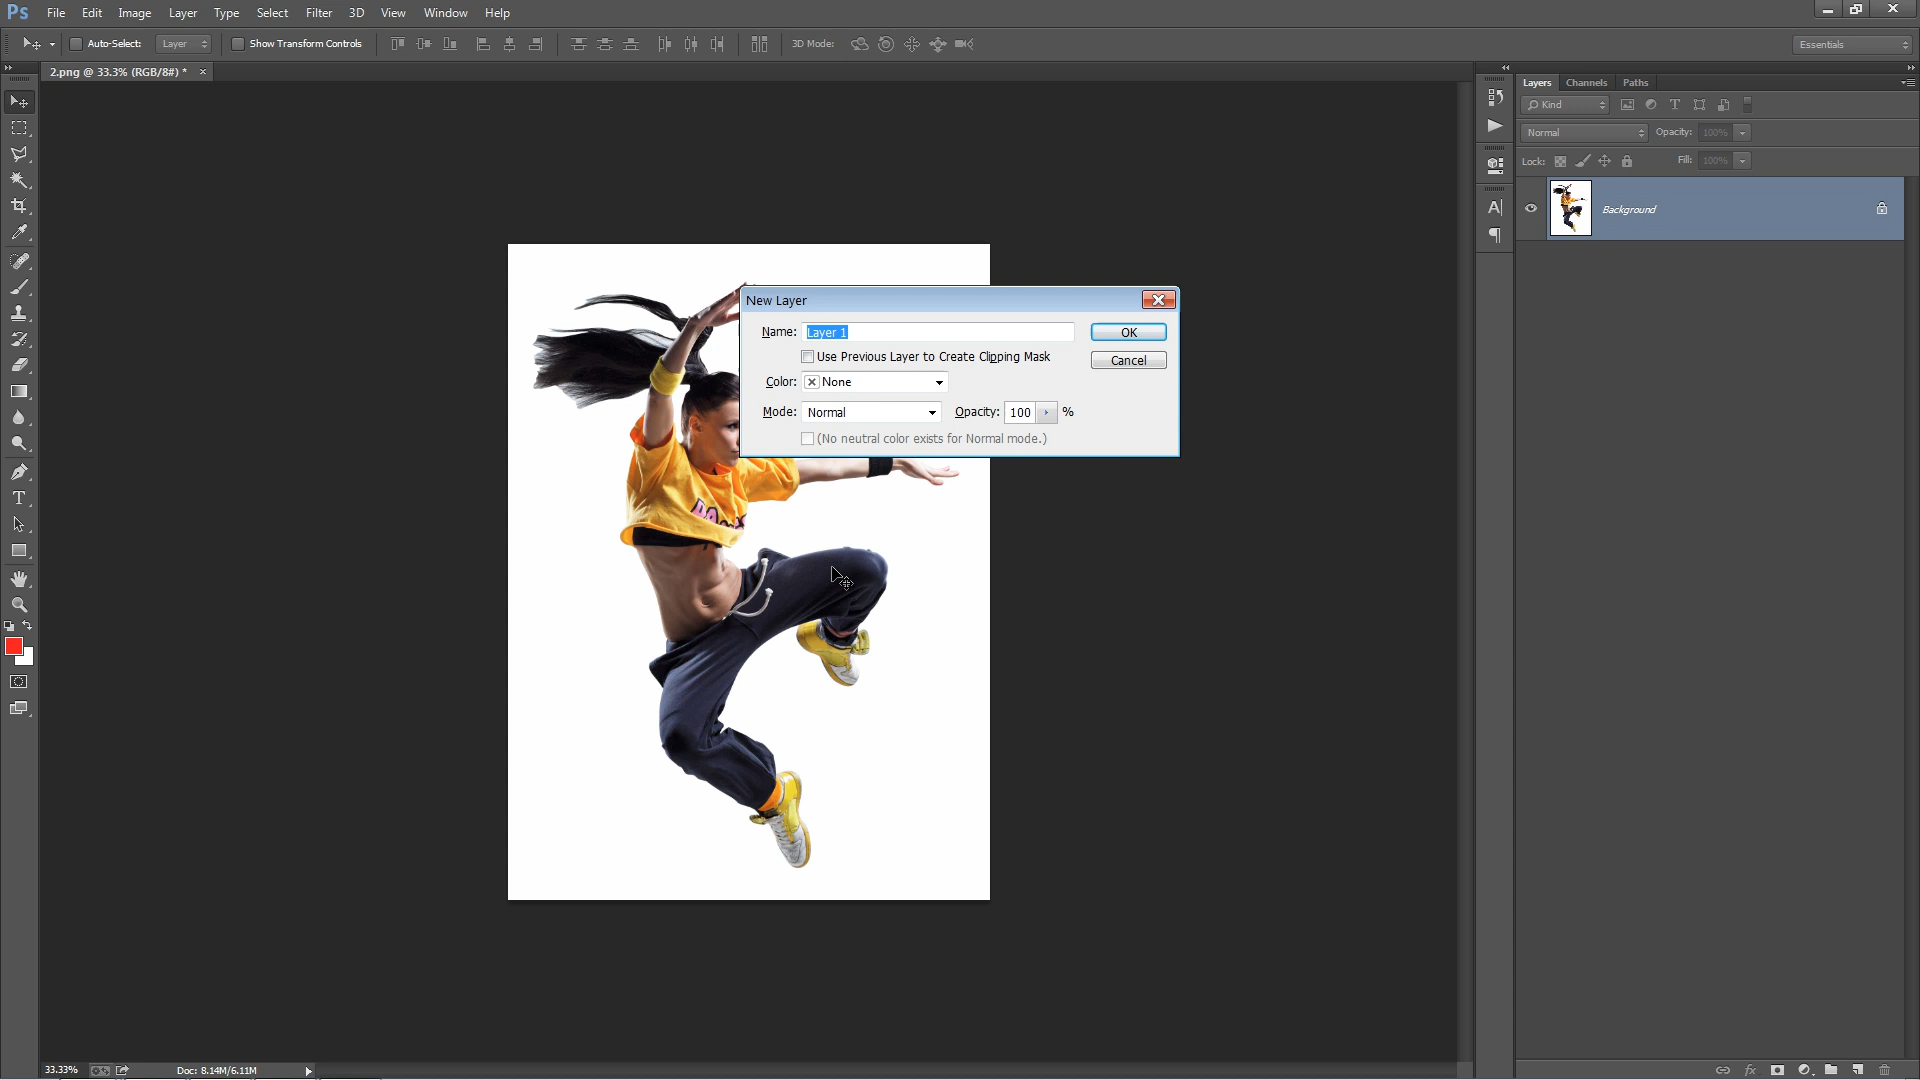 Ps File Edit Image Layer Type Select Filter 3D View Window Help
Auto-Select: Layer Show Transform Controls 3D Mode: Essentials
2.png @ 33.3% (RGB/8#) * ×
Layers Channels Paths
Kind
Normal Opacity: 100%
Lock: Fill: 100%
Background
New Layer
Name: Layer 1 OK
Use Previous Layer to Create Clipping Mask
Cancel
Color: None
Mode: Normal Opacity: 100 %
(No neutral color exists for Normal mode.)
33.33% Doc: 8.14M/6.11M